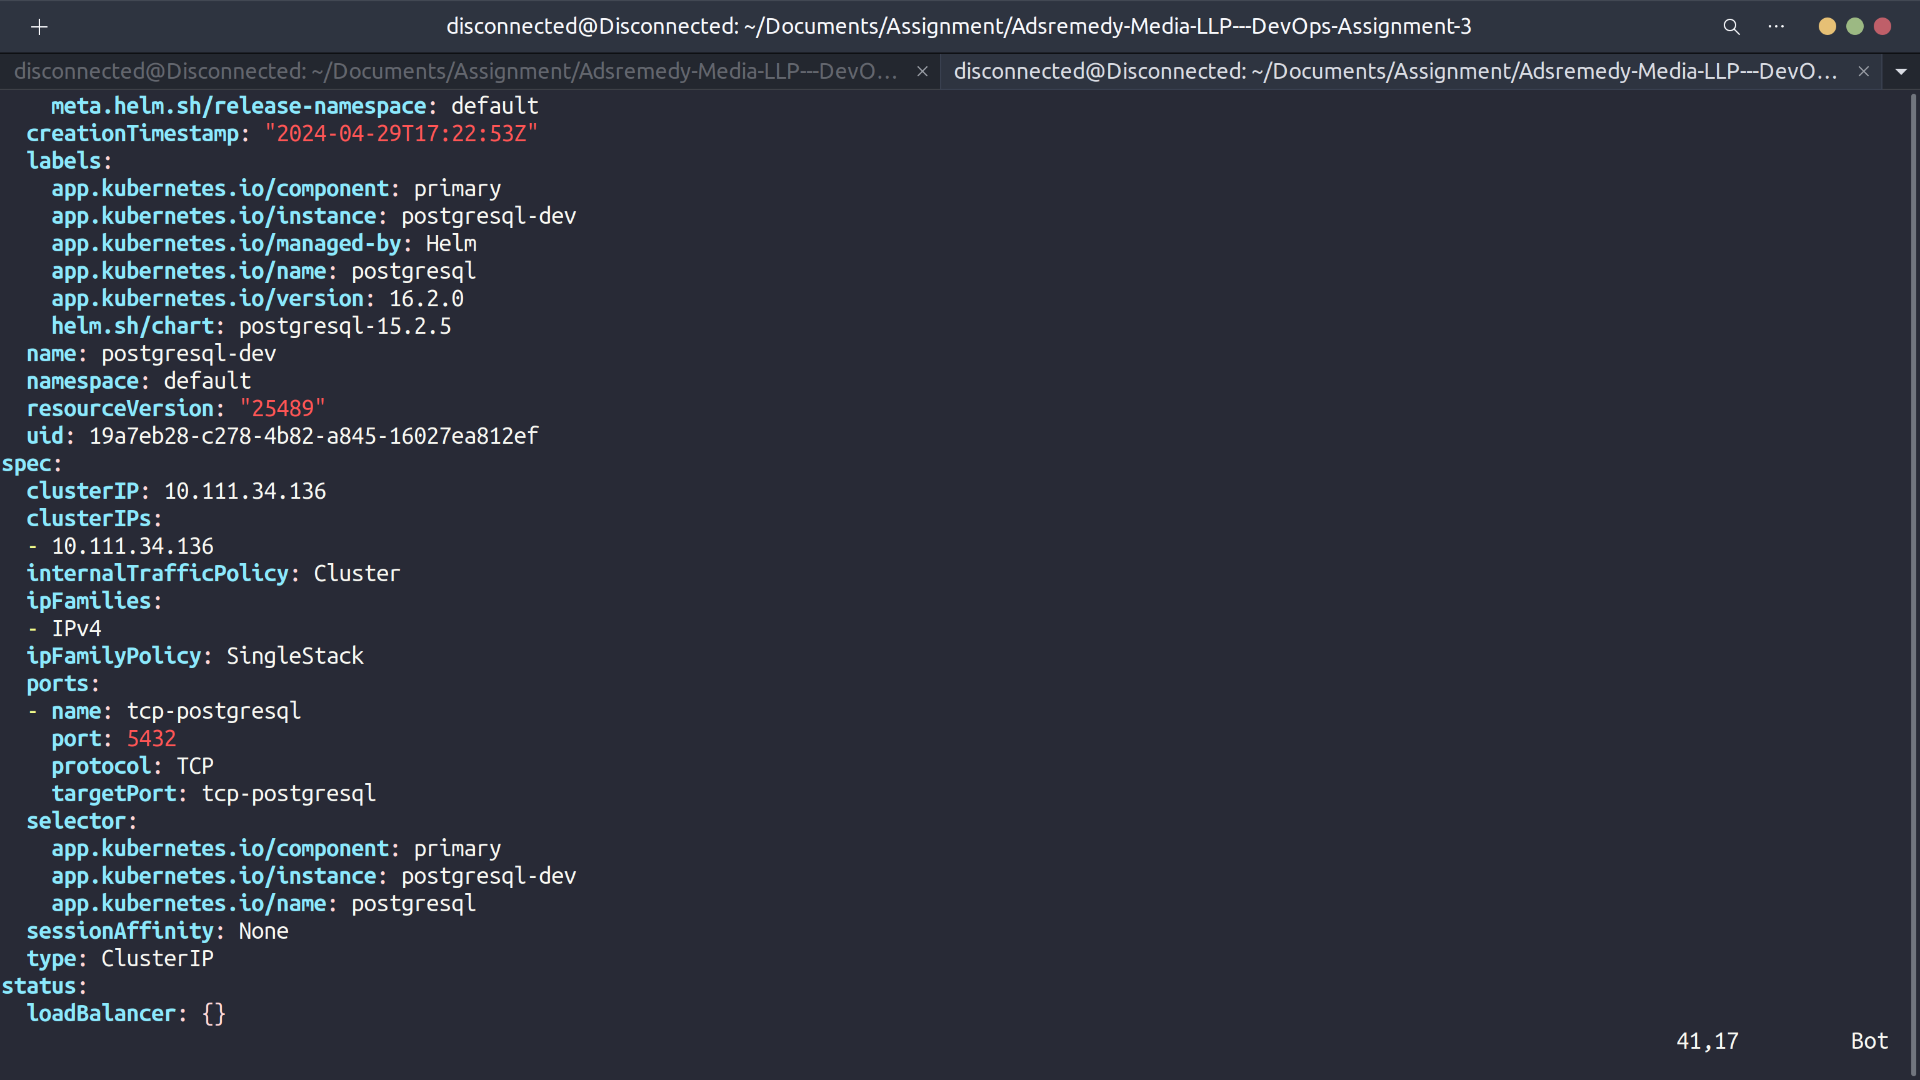 disconnected@Disconnected: ~/Documents/Assignment/Adsremedy-Media-LLP---DevOps-Assignment-3
disconnected@Disconnected: ~/Documents/Assignment/Adsremedy-Media-LLP---DevO...
disconnected@Disconnected: ~/Documents/Assignment/Adsremedy-Media-LLP---DevO...
    meta.helm.sh/release-namespace: default
  creationTimestamp: "2024-04-29T17:22:53Z"
  labels:
    app.kubernetes.io/component: primary
    app.kubernetes.io/instance: postgresql-dev
    app.kubernetes.io/managed-by: Helm
    app.kubernetes.io/name: postgresql
    app.kubernetes.io/version: 16.2.0
    helm.sh/chart: postgresql-15.2.5
  name: postgresql-dev
  namespace: default
  resourceVersion: "25489"
  uid: 19a7eb28-c278-4b82-a845-16027ea812ef
spec:
  clusterIP: 10.111.34.136
  clusterIPs:
  - 10.111.34.136
  internalTrafficPolicy: Cluster
  ipFamilies:
  - IPv4
  ipFamilyPolicy: SingleStack
  ports:
  - name: tcp-postgresql
    port: 5432
    protocol: TCP
    targetPort: tcp-postgresql
  selector:
    app.kubernetes.io/component: primary
    app.kubernetes.io/instance: postgresql-dev
    app.kubernetes.io/name: postgresql
  sessionAffinity: None
  type: ClusterIP
status:
  loadBalancer: {}
41,17 Bot